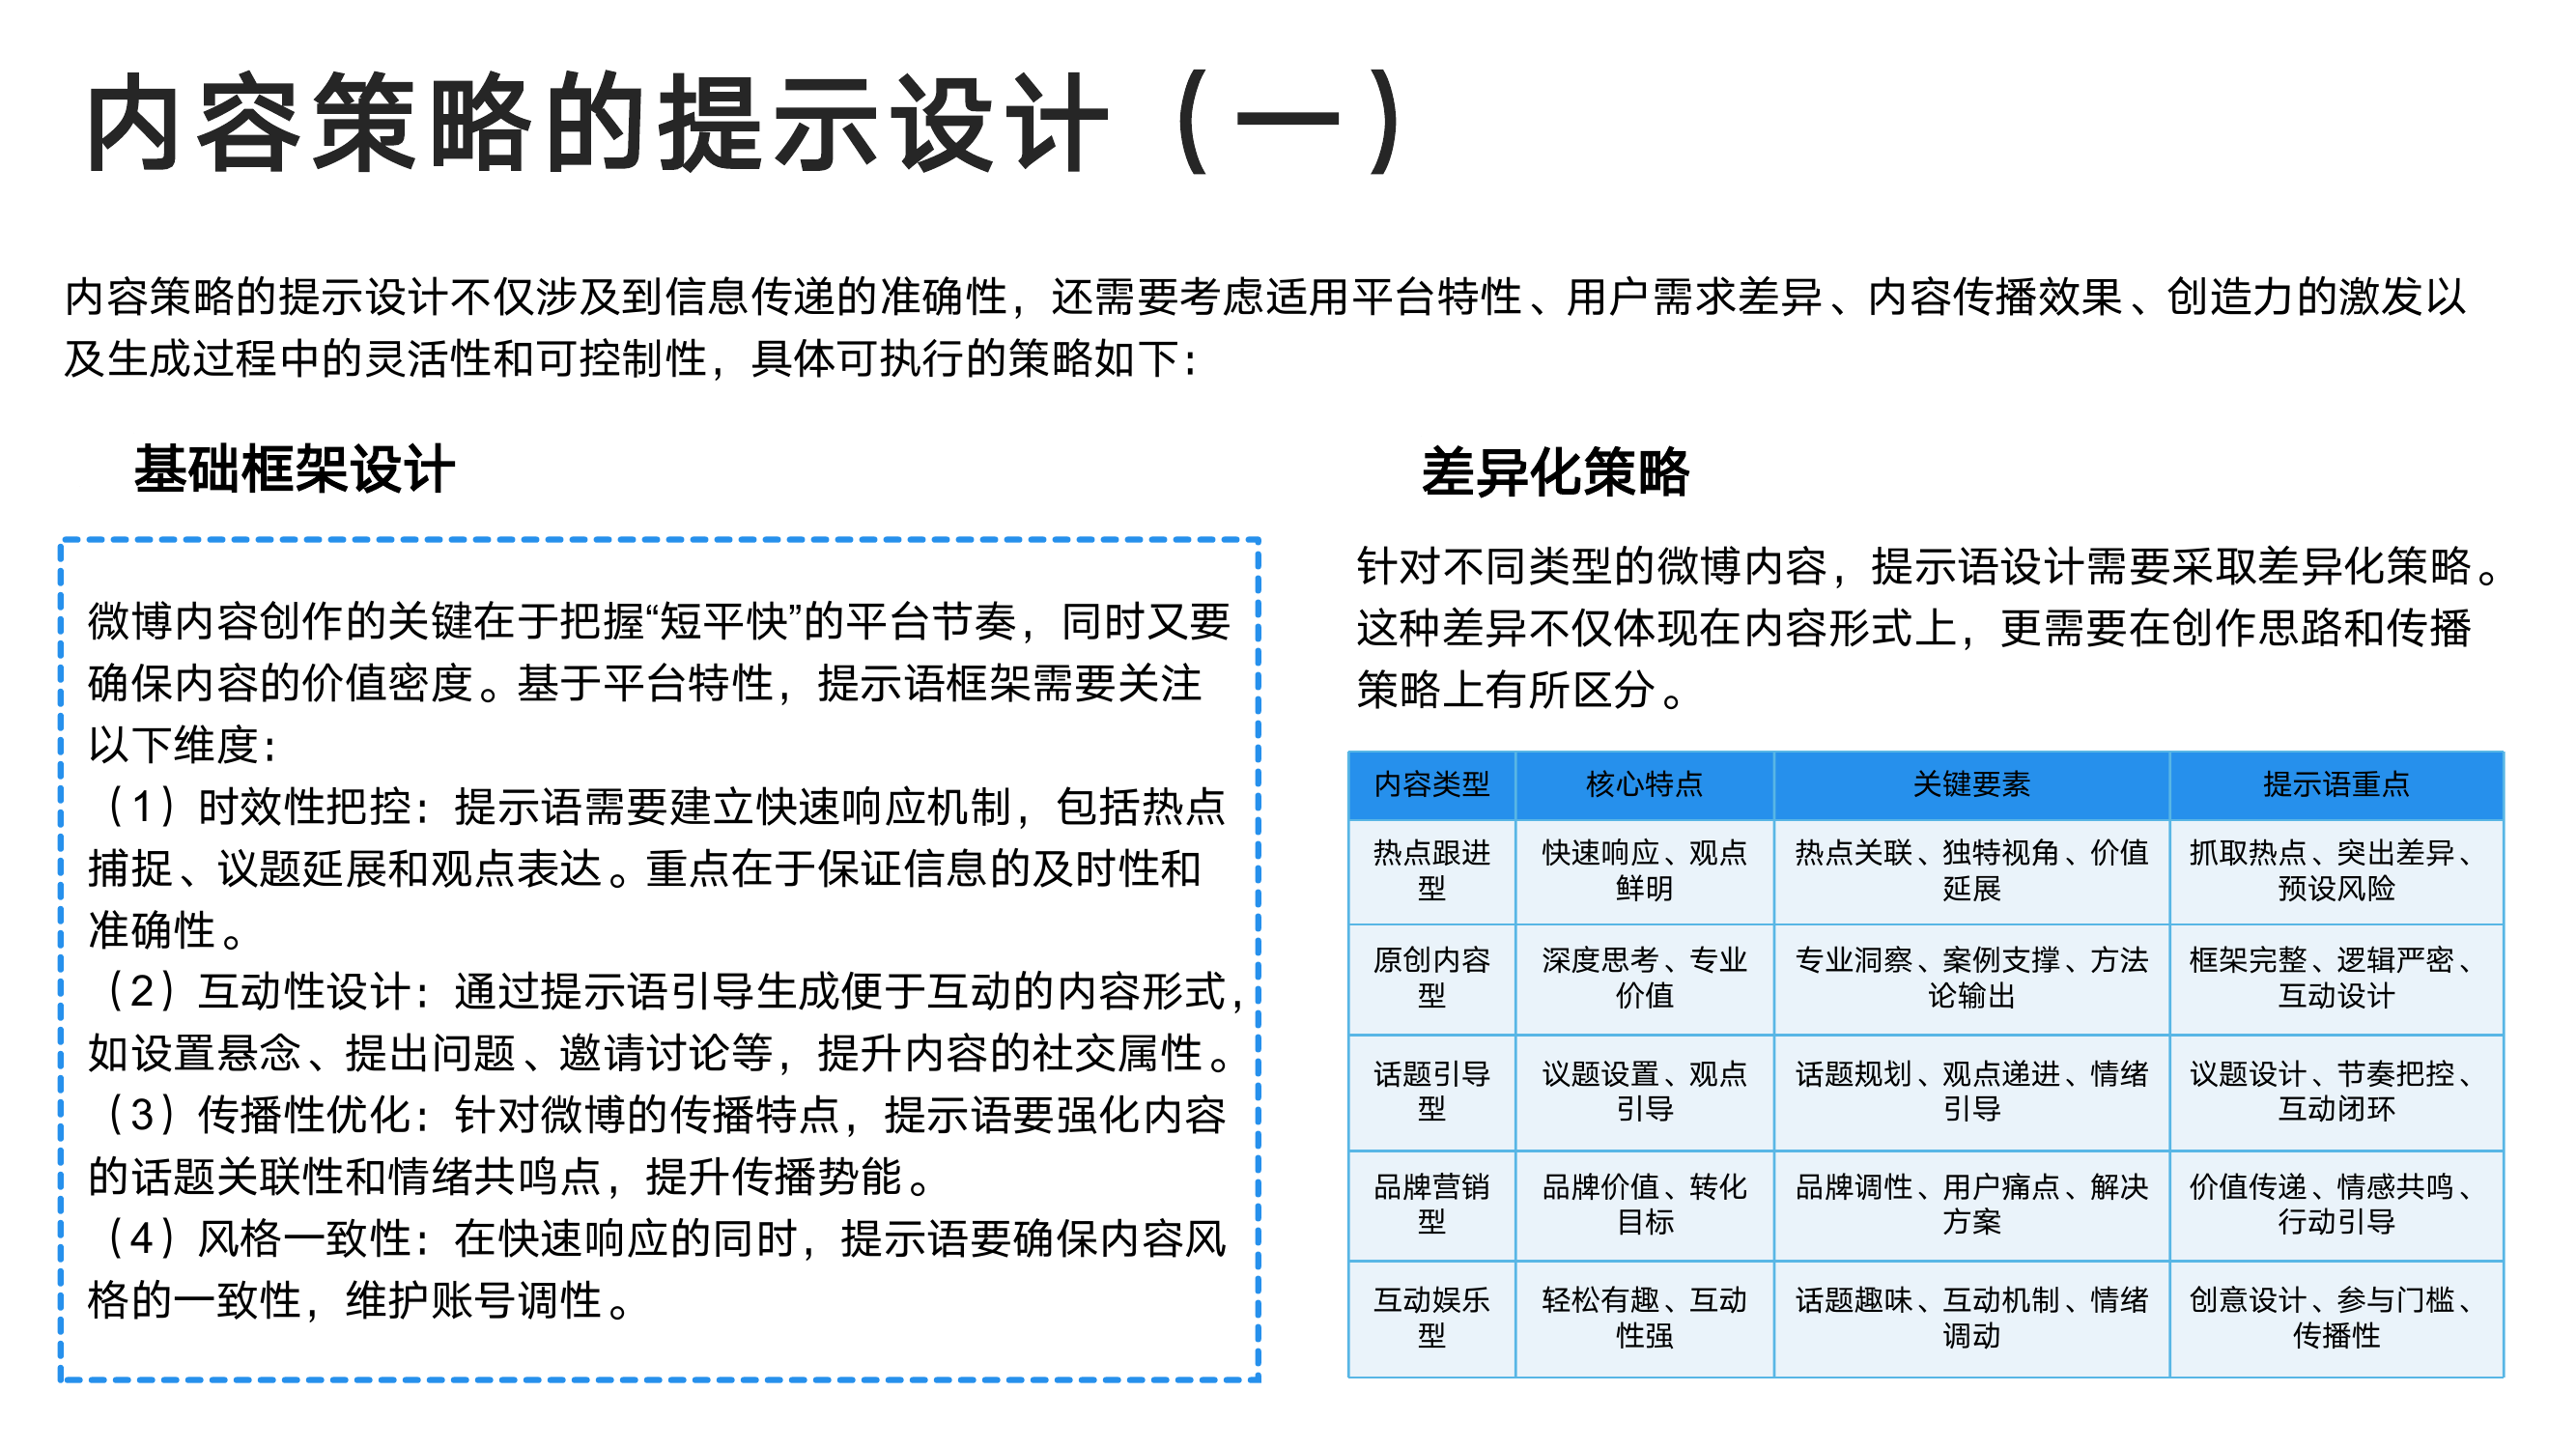 内容策略的提示设计（一）
内容策略的提示设计不仅涉及到信息传递的准确性，还需要考虑适用平台特性、用户需求差异、内容传播效果、创造力的激发以
及生成过程中的灵活性和可控制性，具体可执行的策略如下：
基础框架设计
微博内容创作的关键在于把握“短平快”的平台节奏，同时又要
确保内容的价值密度。基于平台特性，提示语框架需要关注
以下维度：
（1）时效性把控：提示语需要建立快速响应机制，包括热点
捕捉、议题延展和观点表达。重点在于保证信息的及时性和
准确性。
（2）互动性设计：通过提示语引导生成便于互动的内容形式，
如设置悬念、提出问题、邀请讨论等，提升内容的社交属性。
（3）传播性优化：针对微博的传播特点，提示语要强化内容
的话题关联性和情绪共鸣点，提升传播势能。
（4）风格一致性：在快速响应的同时，提示语要确保内容风
格的一致性，维护账号调性。
差异化策略
针对不同类型的微博内容，提示语设计需要采取差异化策略。
这种差异不仅体现在内容形式上，更需要在创作思路和传播
策略上有所区分。
内容类型 核心特点 关键要素 提示语重点
热点跟进 快速响应、观点 热点关联、独特视角、价值 抓取热点、突出差异、
型 鲜明 延展 预设风险
原创内容 深度思考、专业 专业洞察、案例支撑、方法 框架完整、逻辑严密、
型 价值 论输出 互动设计
话题引导 议题设置、观点 话题规划、观点递进、情绪 议题设计、节奏把控、
型 引导 引导 互动闭环
品牌营销 品牌价值、转化 品牌调性、用户痛点、解决 价值传递、情感共鸣、
型 目标 方案 行动引导
互动娱乐 轻松有趣、互动 话题趣味、互动机制、情绪 创意设计、参与门槛、
型 性强 调动 传播性